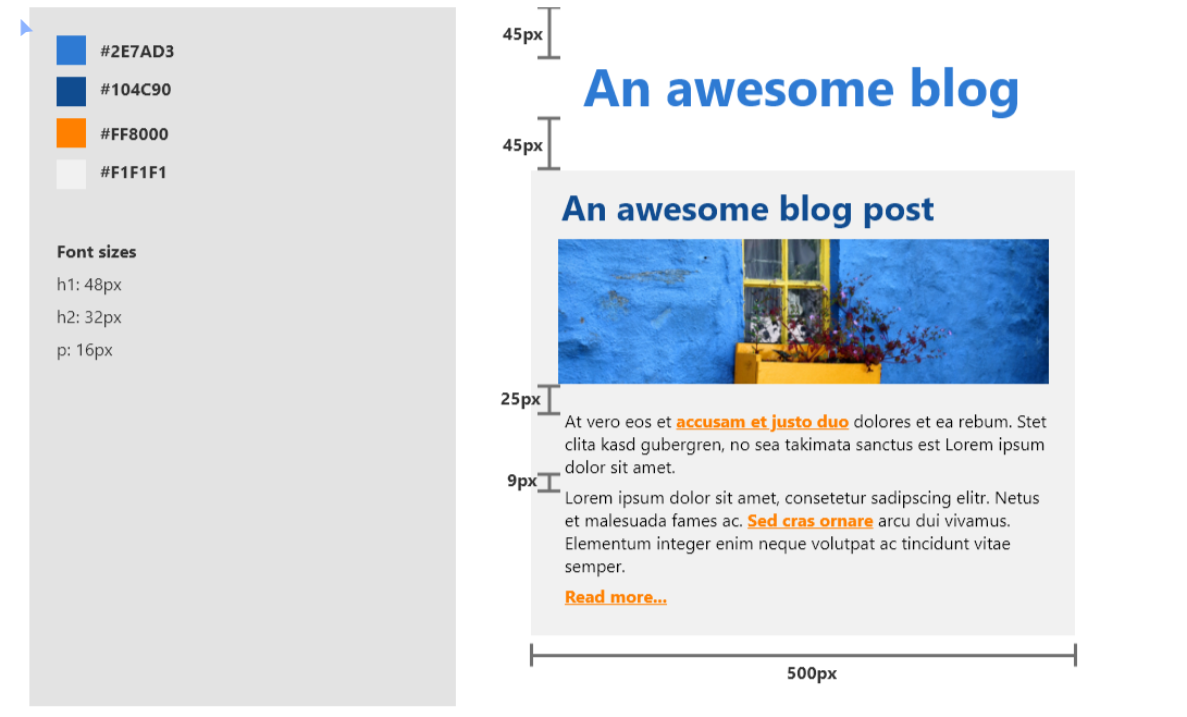 #2E7AD3
#104C90
#FF8000
#F1F1F1
Font sizes
h1: 48px
h2: 32px
p: 16px
45px
An awesome blog
45px
An awesome blog post
25px
At vero eos et accusam et justo duo dolores et ea rebum. Stet
clita kasd gubergren, no sea takimata sanctus est Lorem ipsum
dolor sit amet.
9px
Lorem ipsum dolor sit amet, consetetur sadipscing elitr. Netus
et malesuada fames ac. Sed cras ornare arcu dui vivamus.
Elementum integer enim neque volutpat ac tincidunt vitae
semper.
Read more...
500px